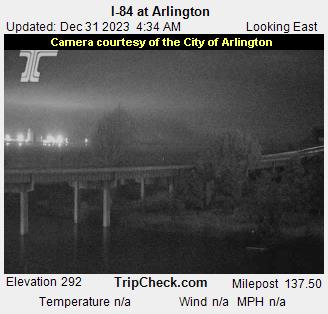 I-84 at Arlington
Updated: Dec 31 2023 4:34 AM Looking East
Camera courtesy of the City of Arlington
Elevation 292 TripCheck.com Milepost 137.50
Temperature n/a Wind n/a MPH n/a